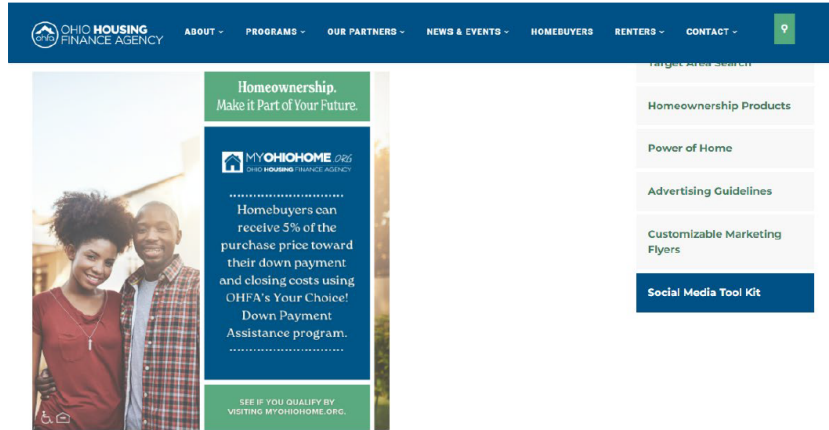 OHIO HOUSING
FINANCE AGENCY
ohfa
ABOUT
PROGRAMS
OUR PARTNERS
NEWS & EVENTS
HOMEBUYERS
RENTERS
CONTACT
Homeownership.
Make it Part of Your Future.
MYOHIOHOME.ORG
OHIO HOUSING FINANCE AGENCY
Homebuyers can
receive 5% of the
purchase price toward
their down payment
and closing costs using
OHFA's Your Choice!
Down Payment
Assistance program.
SEE IF YOU QUALIFY BY
VISITING MYOHIOHOME.ORG.
Target Area Search
Homeownership Products
Power of Home
Advertising Guidelines
Customizable Marketing
Flyers
Social Media Tool Kit